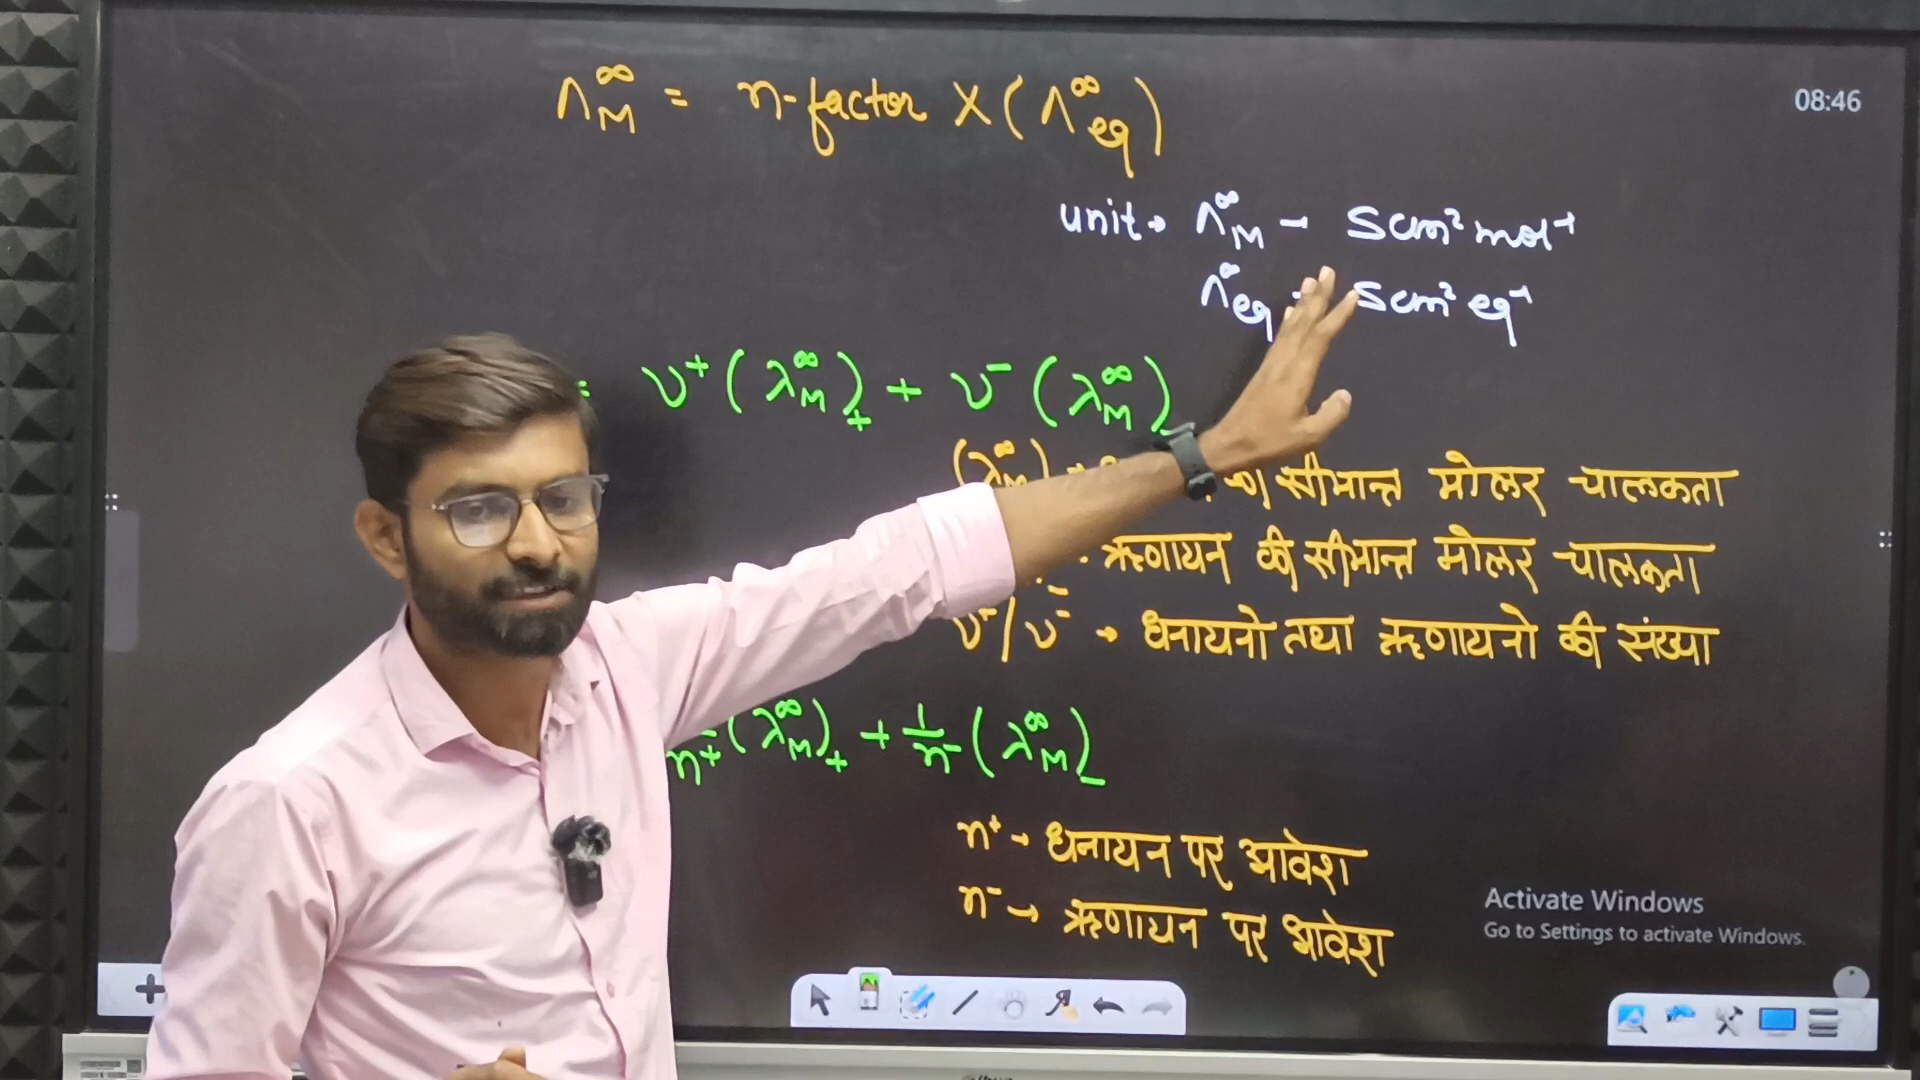 Λ∞M = n-factor X (Λ∞eq)
08:46
unit → Λ∞M - S cm² mol⁻¹
Λ∞eq - S cm² eq⁻¹
= υ⁺ (λ∞M)₊ + υ⁻ (λ∞M)₋
(λ∞M) की सीमान्त मोलर चालकता
ऋणायन की सीमान्त मोलर चालकता
υ⁺/υ⁻ → धनायनो तथा ऋणायनो की संख्या
n⁺ (λ∞M)₊ + 1/n⁻ (λ∞M)₋
n⁺ → धनायन पर आवेश
n⁻ → ऋणायन पर आवेश
Activate Windows
Go to Settings to activate Windows.